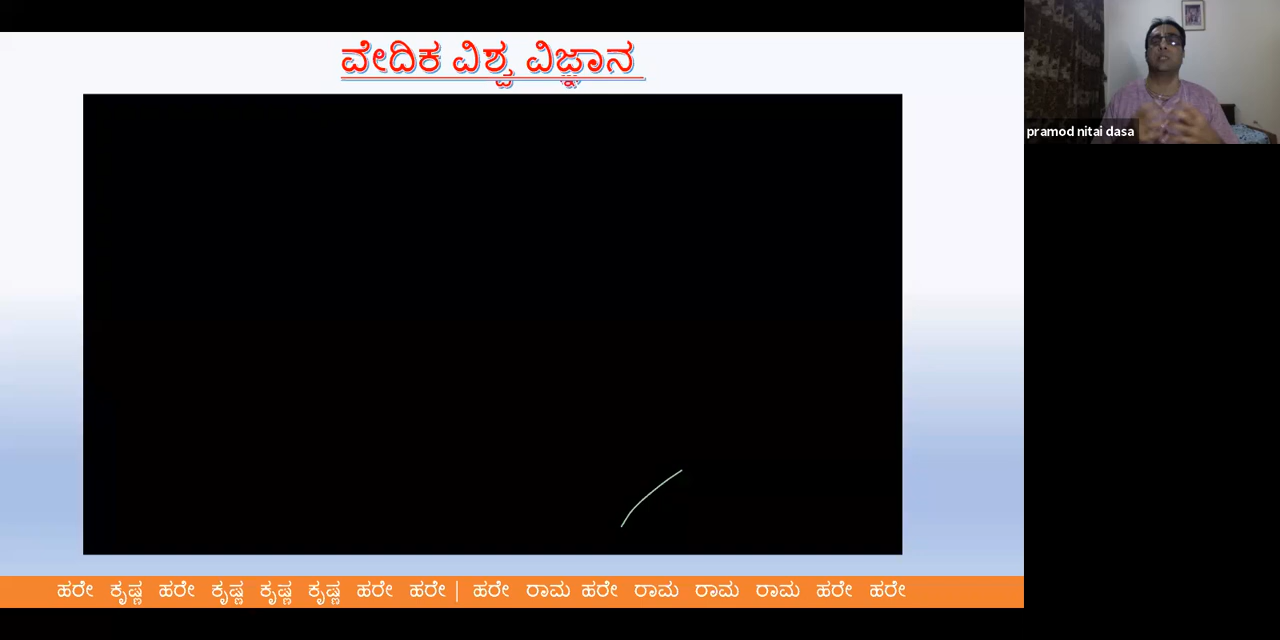 ವೇದಿಕ ವಿಶ್ವ ವಿಜ್ಞಾನ
pramod nitai dasa
ಹರೇ ಕೃಷ್ಣ ಹರೇ ಕೃಷ್ಣ ಕೃಷ್ಣ ಕೃಷ್ಣ ಹರೇ ಹರೇ | ಹರೇ ರಾಮ ಹರೇ ರಾಮ ರಾಮ ರಾಮ ಹರೇ ಹರೇ